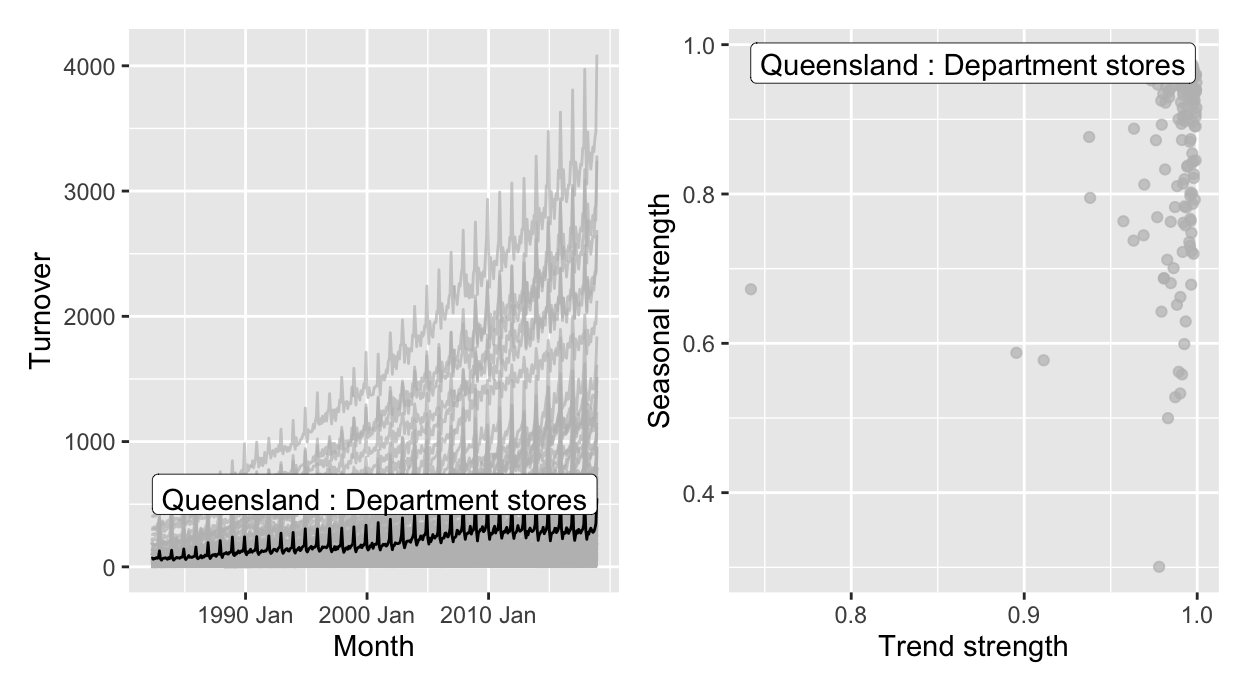 4000
3000
2000
1000
0
Turnover
Queensland : Department stores
1990 Jan
2000 Jan
2010 Jan
Month
1.0
0.8
0.6
0.4
Seasonal strength
Queensland : Department stores
0.8
0.9
1.0
Trend strength